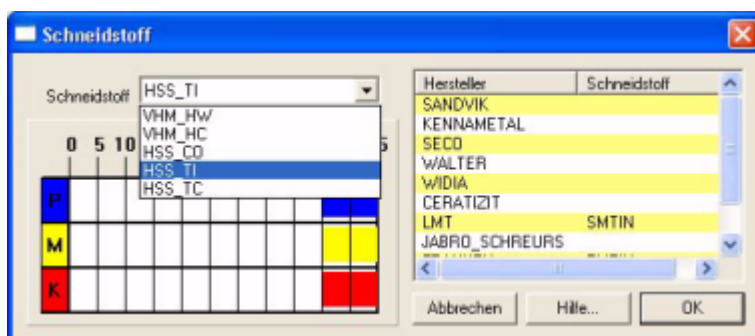 Schneidstoff
Schneidstoff HSS_TI
VHM_HW
VHM_HC
HSS_CO
HSS_TI
HSS_TC
0 5 10 5
P
M
K
Hersteller Schneidstoff
SANDVIK
KENNAMETAL
SECO
WALTER
WIDIA
CERATIZIT
LMT SMTIN
JABRO_SCHREURS
Abbrechen Hilfe... OK